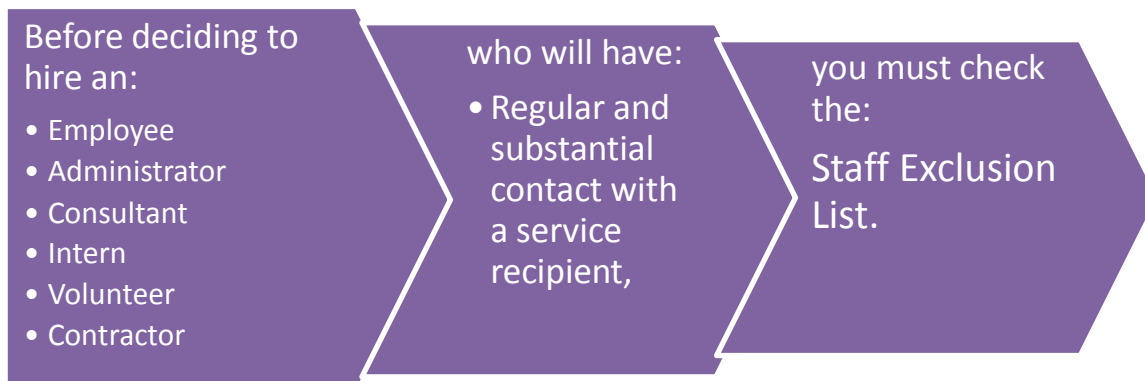 Before deciding to
hire an:
• Employee
• Administrator
• Consultant
• Intern
• Volunteer
• Contractor
who will have:
• Regular and
substantial
contact with
a service
recipient,
you must check
the:
Staff Exclusion
List.